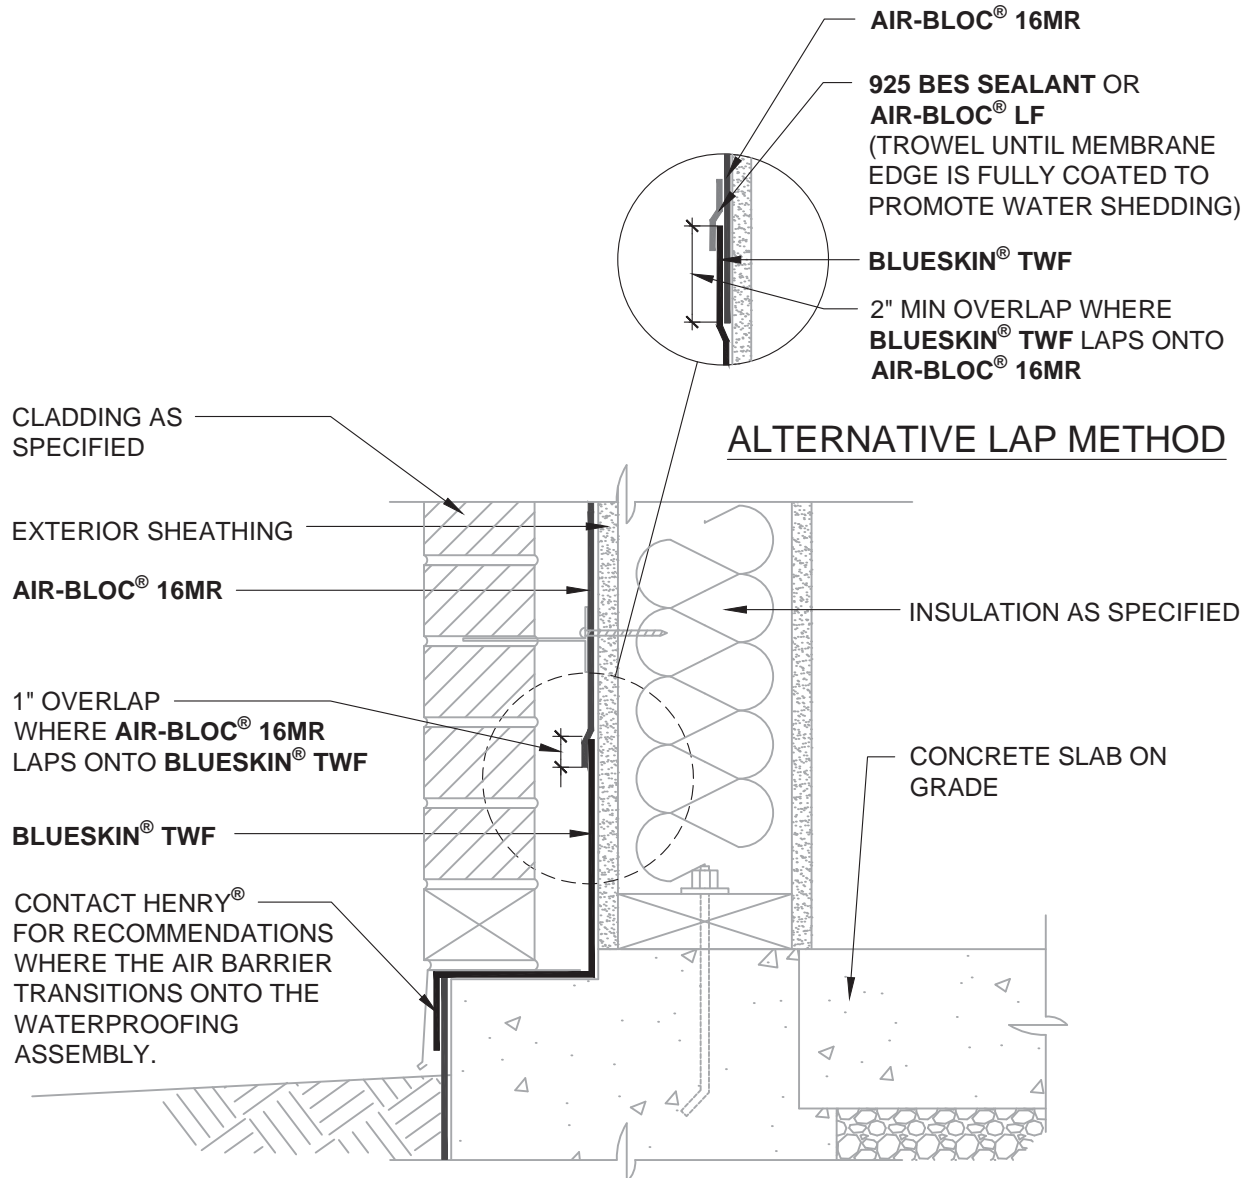 AIR-BLOC® 16MR
925 BES SEALANT OR
AIR-BLOC® LF
(TROWEL UNTIL MEMBRANE
EDGE IS FULLY COATED TO
PROMOTE WATER SHEDDING)
BLUESKIN® TWF
2" MIN OVERLAP WHERE
BLUESKIN® TWF LAPS ONTO
AIR-BLOC® 16MR
ALTERNATIVE LAP METHOD
CLADDING AS
SPECIFIED
EXTERIOR SHEATHING
AIR-BLOC® 16MR
1" OVERLAP
WHERE AIR-BLOC® 16MR
LAPS ONTO BLUESKIN® TWF
BLUESKIN® TWF
CONTACT HENRY®
FOR RECOMMENDATIONS
WHERE THE AIR BARRIER
TRANSITIONS ONTO THE
WATERPROOFING
ASSEMBLY.
INSULATION AS SPECIFIED
CONCRETE SLAB ON
GRADE